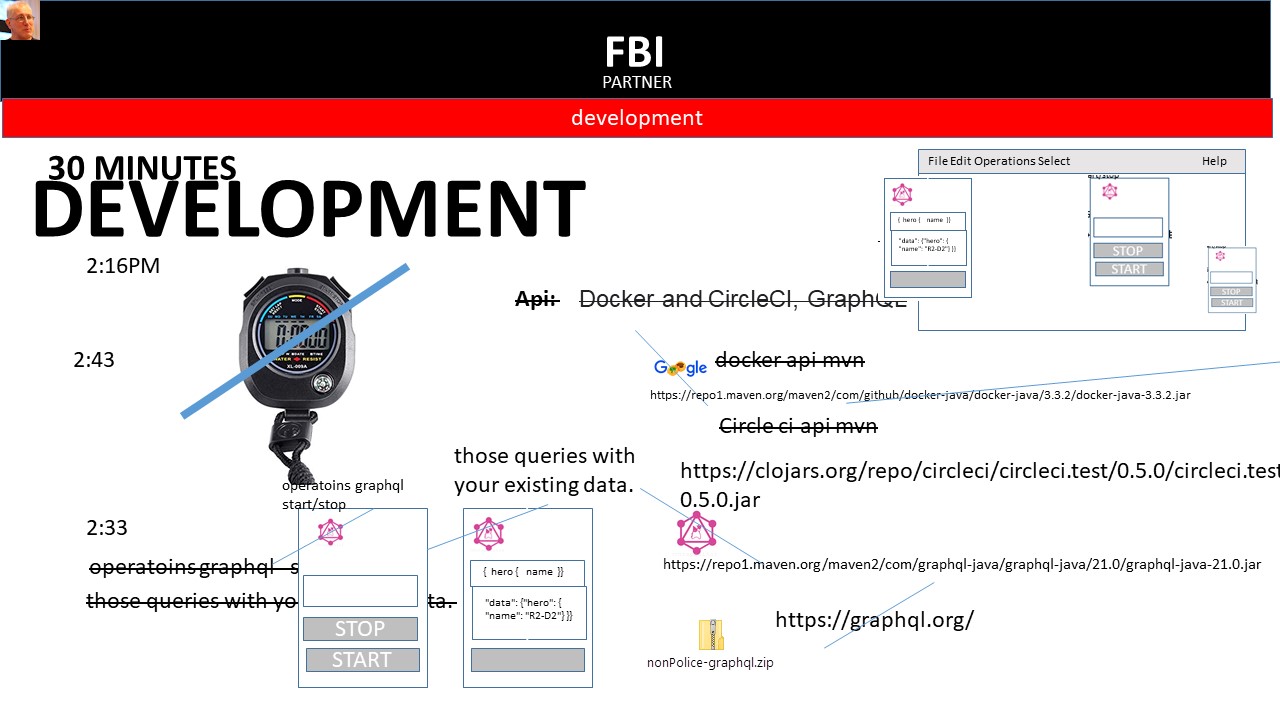 FBI
PARTNER
development
30 MINUTES
DEVELOPMENT
File Edit Operations Select
Help
{ hero { name }}
"data": {"hero": {
"name": "R2-D2"} }}
STOP
START
STOP
START
2:16PM
Api: Docker and CircleCI, GraphQL
2:43
Google
docker api mvn
https://repo1.maven.org/maven2/com/github/docker-java/docker-java/3.3.2/docker-java-3.3.2.jar
Circle ci api mvn
those queries with
your existing data.
https://clojars.org/repo/circleci/circleci.test/0.5.0/circleci.test
0.5.0.jar
operatoins graphql
start/stop
2:33
operatoins graphql s
those queries with yo
ta.
{ hero { name }}
"data": {"hero": {
"name": "R2-D2"} }}
STOP
START
https://repo1.maven.org/maven2/com/graphql-java/graphql-java/21.0/graphql-java-21.0.jar
https://graphql.org/
nonPolice-graphql.zip